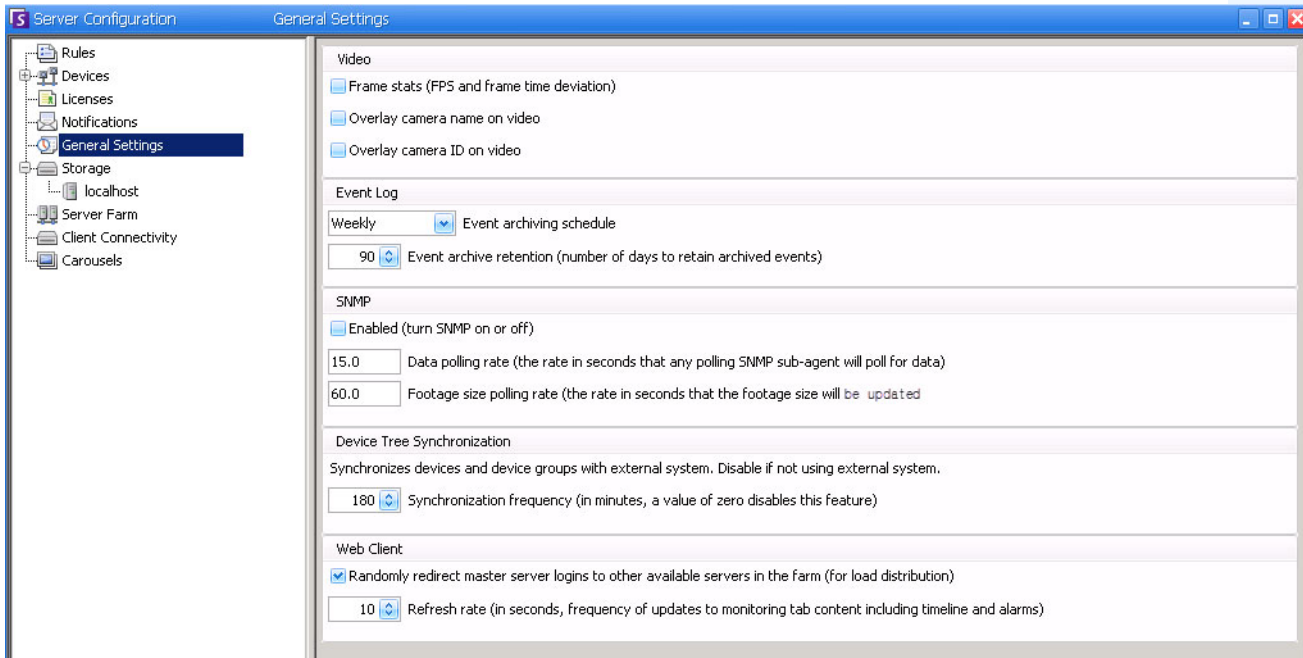 S Server Configuration General Settings
Rules
Devices
Licenses
Notifications
General Settings
Storage
localhost
Server Farm
Client Connectivity
Carousels
Video
Frame stats (FPS and frame time deviation)
Overlay camera name on video
Overlay camera ID on video
Event Log
Weekly Event archiving schedule
90 Event archive retention (number of days to retain archived events)
SNMP
Enabled (turn SNMP on or off)
15.0 Data polling rate (the rate in seconds that any polling SNMP sub-agent will poll for data)
60.0 Footage size polling rate (the rate in seconds that the footage size will be updated
Device Tree Synchronization
Synchronizes devices and device groups with external system. Disable if not using external system.
180 Synchronization frequency (in minutes, a value of zero disables this feature)
Web Client
Randomly redirect master server logins to other available servers in the farm (for load distribution)
10 Refresh rate (in seconds, frequency of updates to monitoring tab content including timeline and alarms)